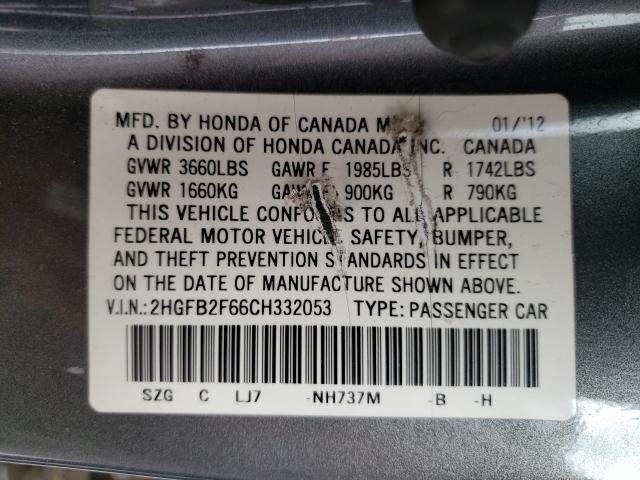 MFD. BY HONDA OF CANADA 01/'12
A DIVISION OF HONDA CANADA INC. CANADA
GVWR 3660LBS GAWR F 1985LBS R 1742LBS
GVWR 1660KG 900KG R 790KG
THIS VEHICLE CONFORMS TO ALL APPLICABLE
FEDERAL MOTOR VEHICLE SAFETY, BUMPER,
AND THEFT PREVENTION STANDARDS IN EFFECT
ON THE DATE OF MANUFACTURE SHOWN ABOVE.
V.I.N.: 2HGFB2F66CH332053 TYPE: PASSENGER CAR
SZG C LJ7 -NH737M -B -H